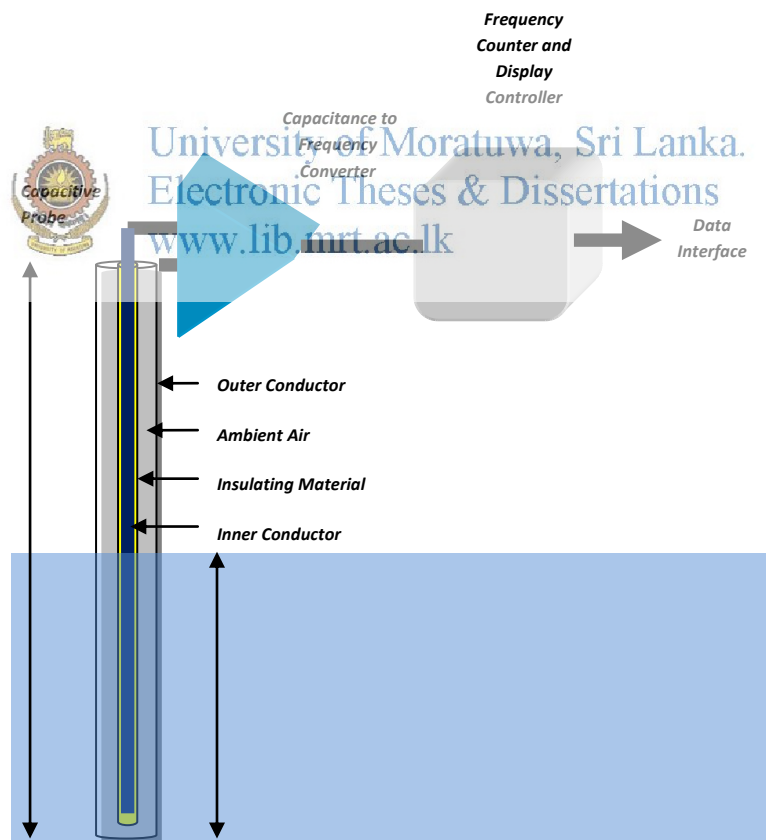 Frequency
Counter and
Display
Controller
Capacitance to
Frequency
Converter
University of Moratuwa, Sri Lanka.
Electronic Theses & Dissertations
www.lib.mrt.ac.lk
Capacitive
Probe
Data
Interface
Outer Conductor
Ambient Air
Insulating Material
Inner Conductor